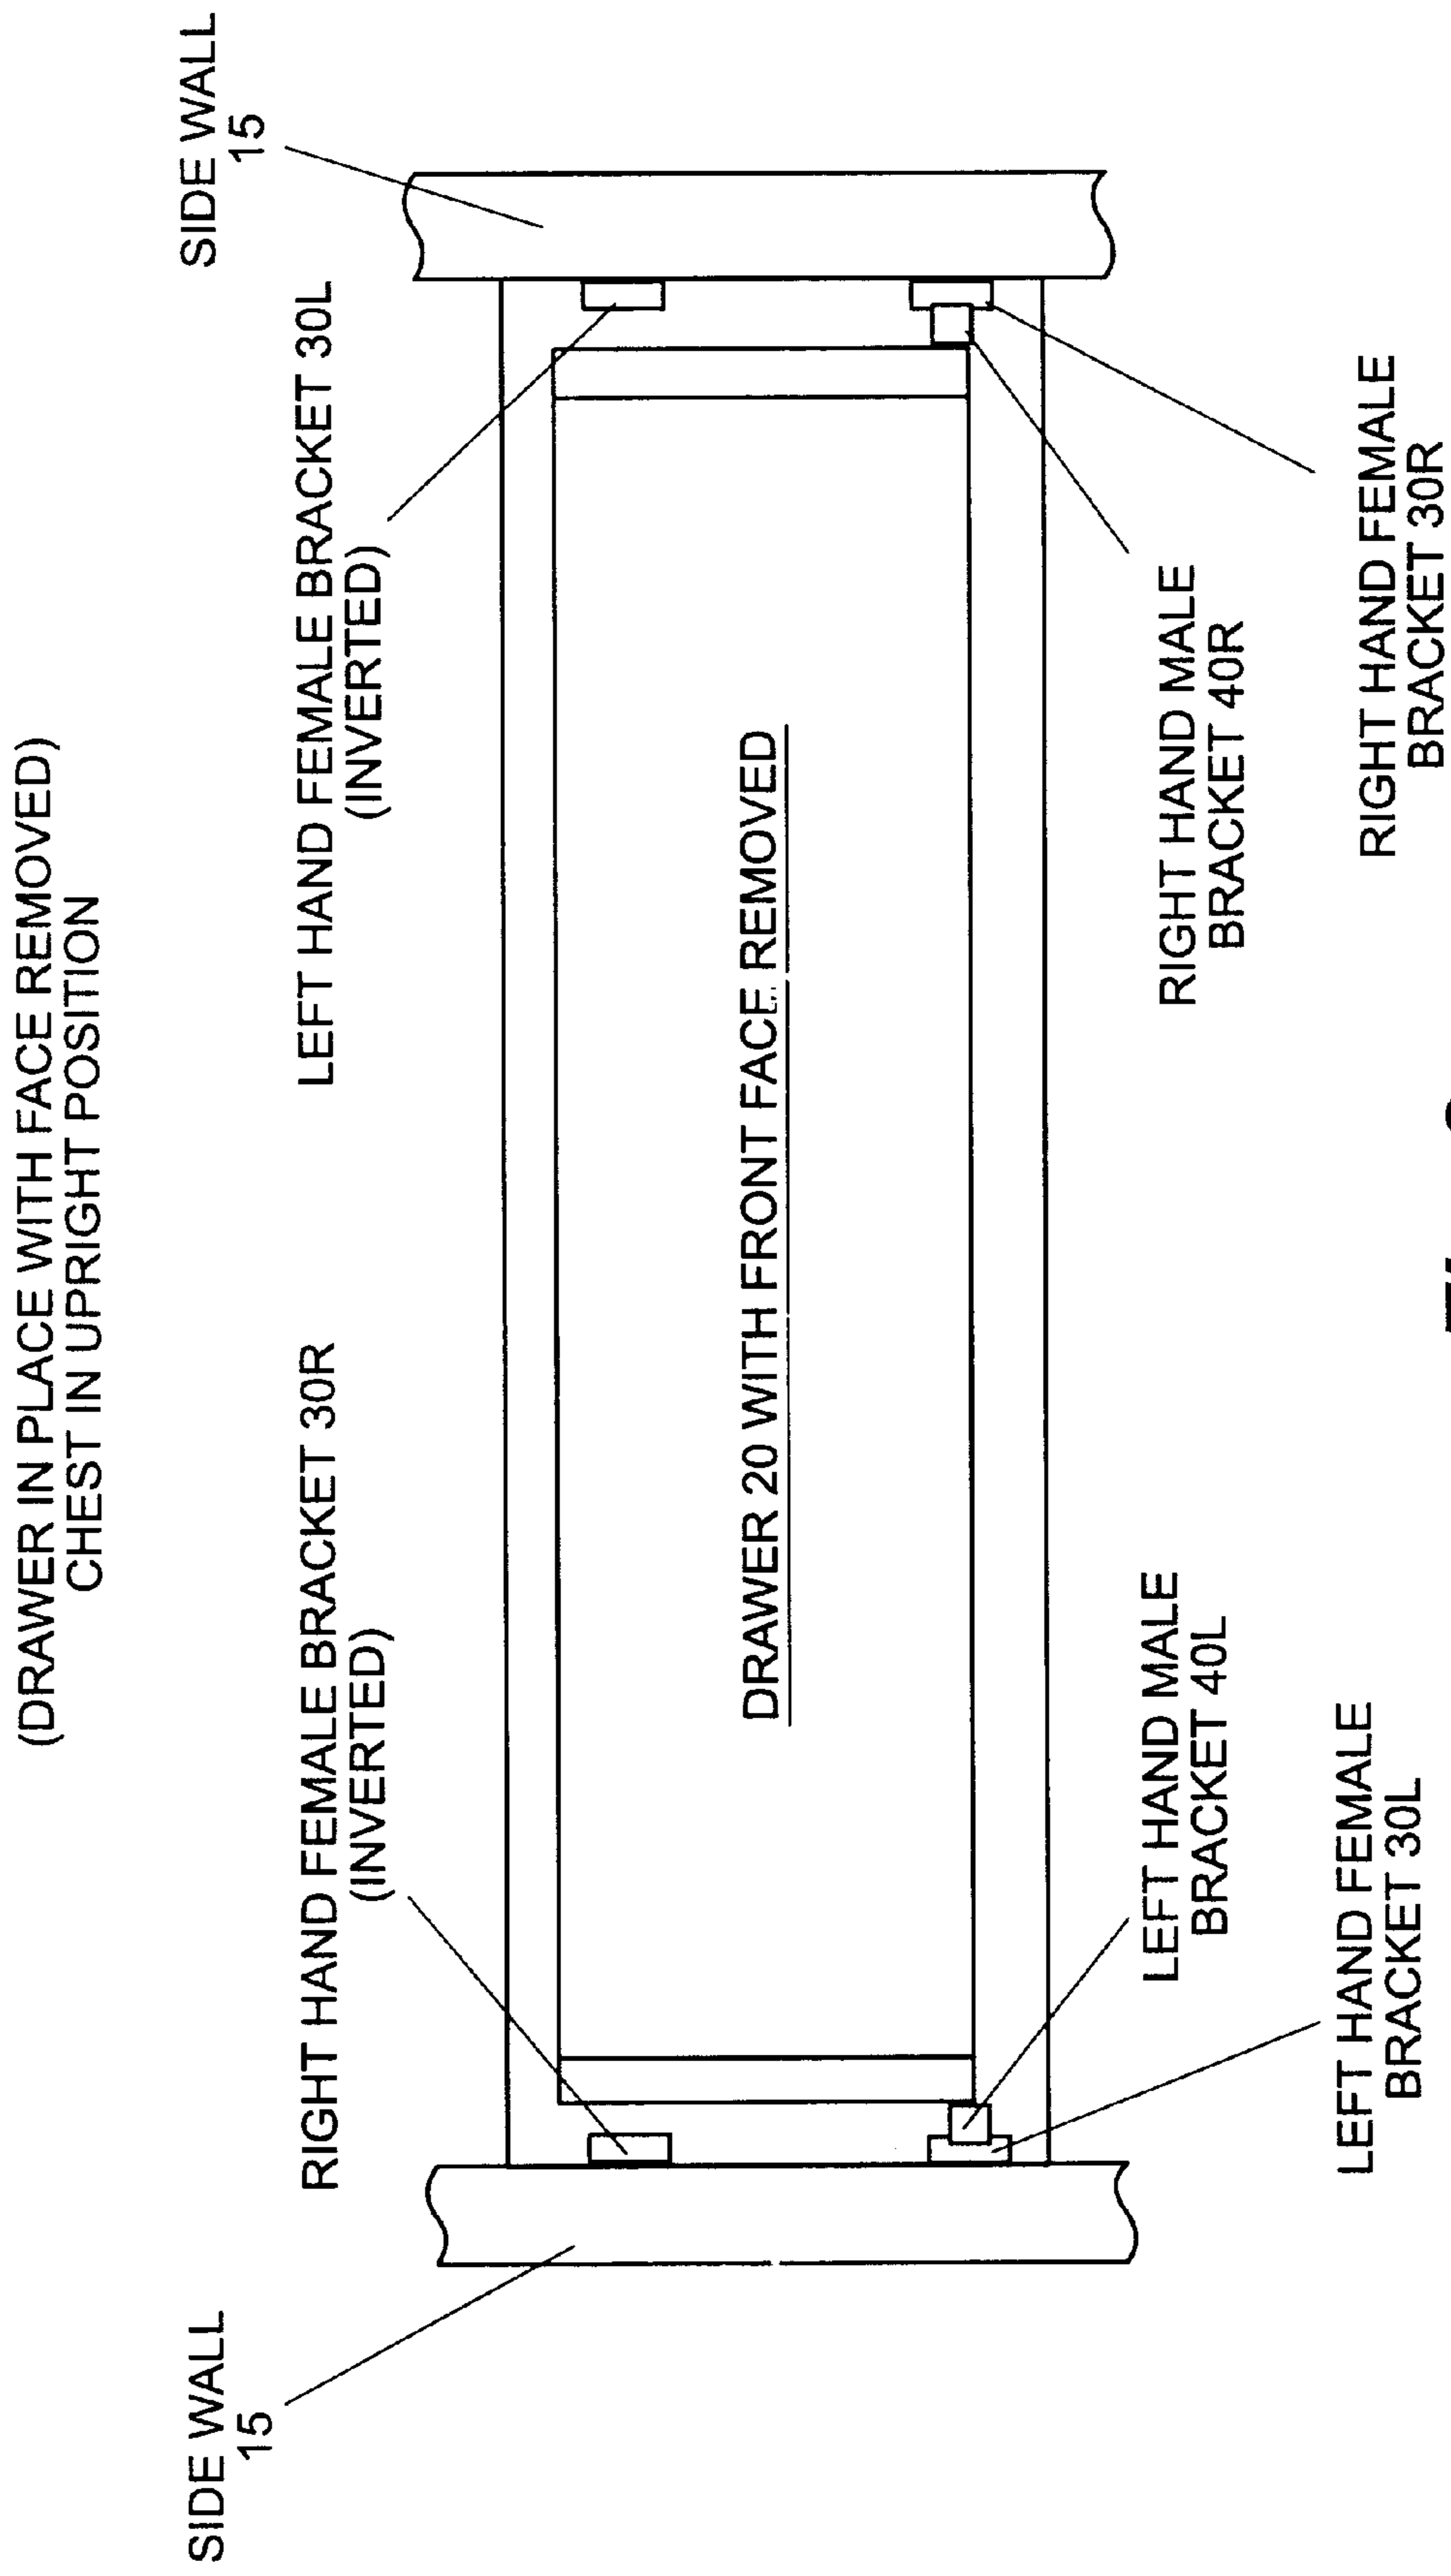 (DRAWER IN PLACE WITH FACE REMOVED)
CHEST IN UPRIGHT POSITION
SIDE WALL
15
RIGHT HAND FEMALE BRACKET 30R
(INVERTED)
LEFT HAND FEMALE BRACKET 30L
(INVERTED)
SIDE WALL
15
DRAWER 20 WITH FRONT FACE REMOVED
LEFT HAND MALE
BRACKET 40L
RIGHT HAND MALE
BRACKET 40R
LEFT HAND FEMALE
BRACKET 30L
RIGHT HAND FEMALE
BRACKET 30R